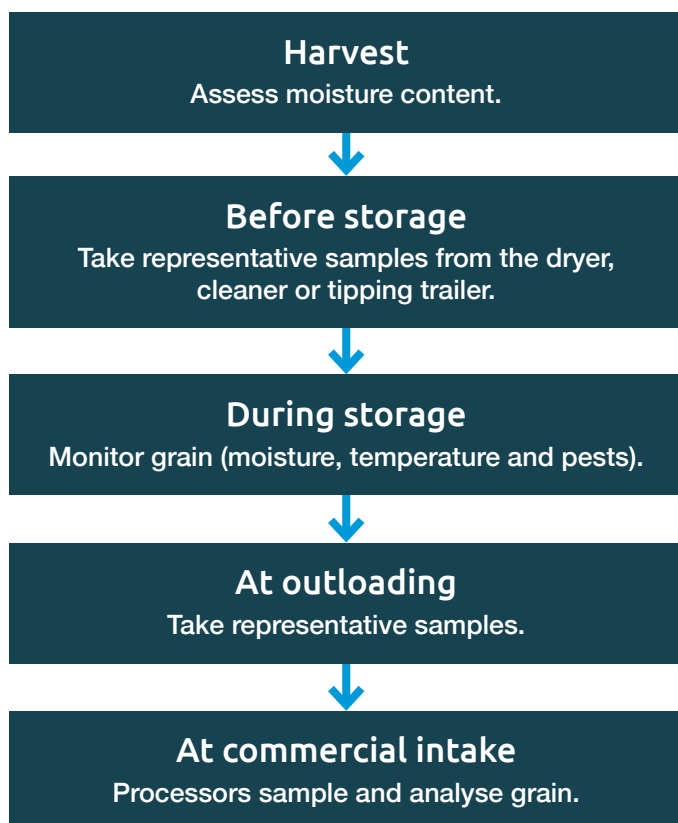 Harvest
Assess moisture content.
Before storage
Take representative samples from the dryer,
cleaner or tipping trailer.
During storage
Monitor grain (moisture, temperature and pests).
At outloading
Take representative samples.
At commercial intake
Processors sample and analyse grain.